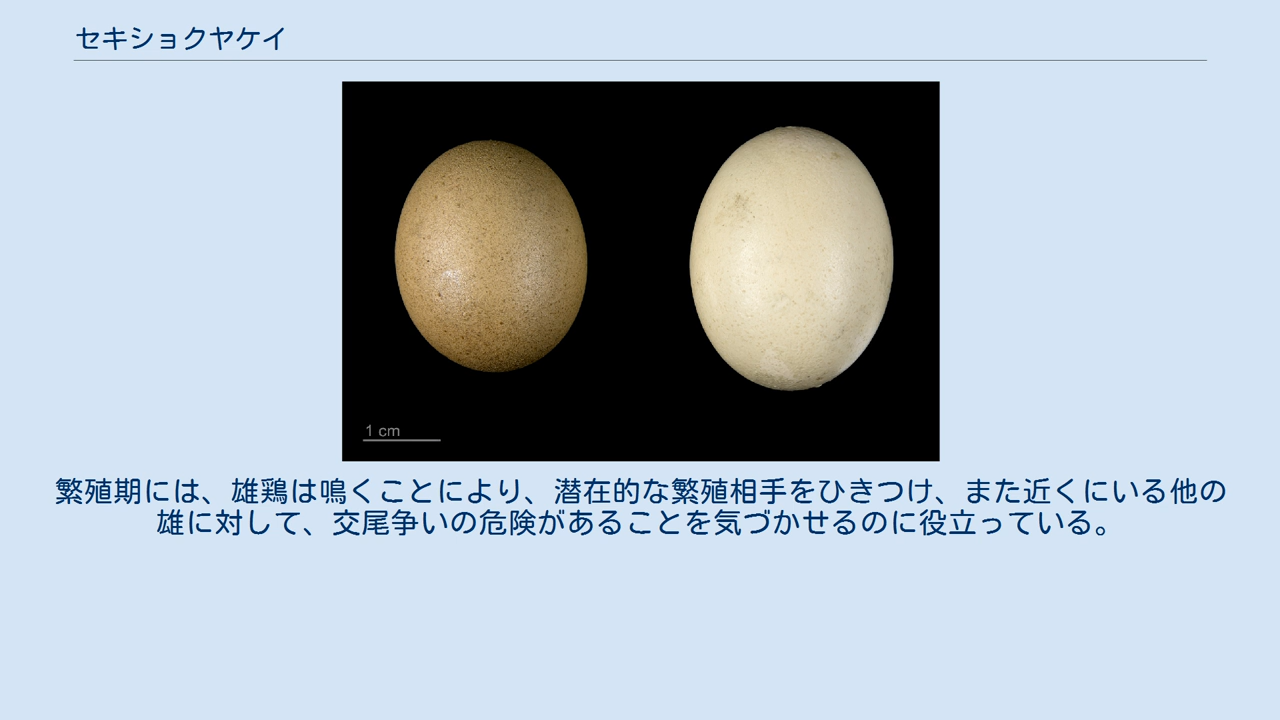 セキショクヤケイ
1 cm
繁殖期には、雄鶏は鳴くことにより、潜在的な繁殖相手をひきつけ、また近くにいる他の
雄に対して、交尾争いの危険があることを気づかせるのに役立っている。